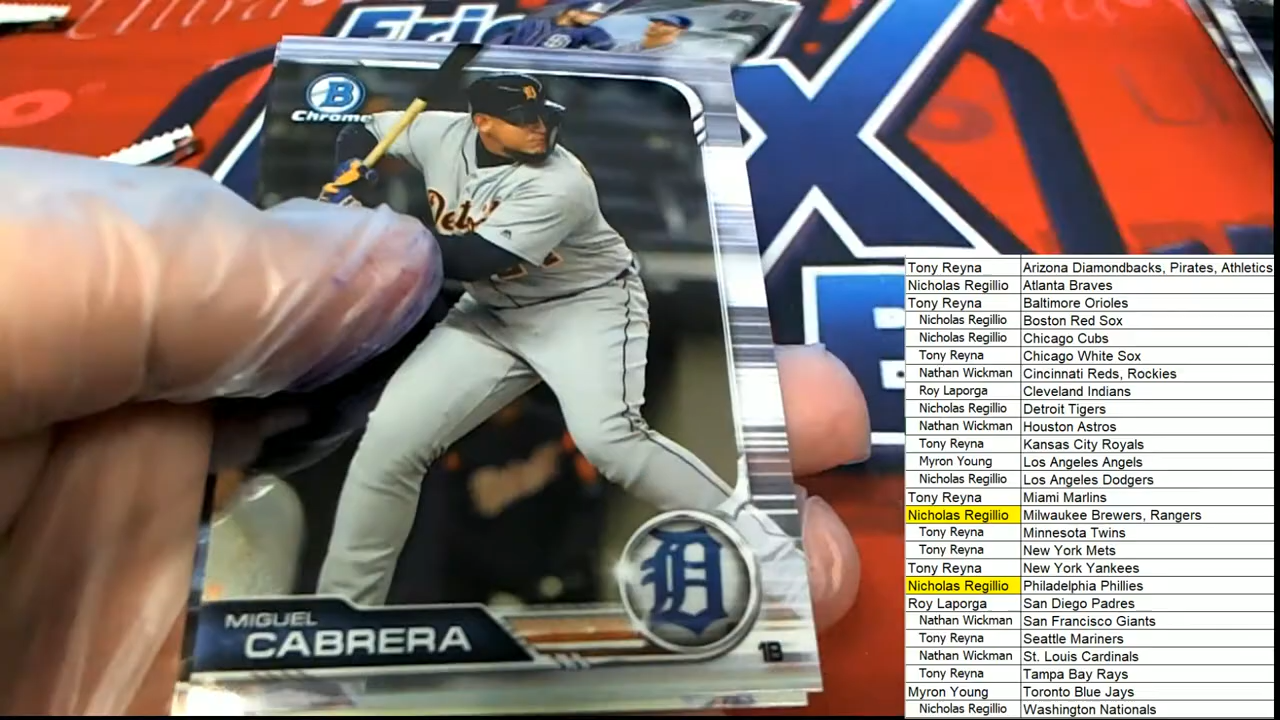 Eric
X
B
Chrome
D
Detroit
MIGUEL
CABRERA
1B
Tony Reyna Arizona Diamondbacks, Pirates, Athletics
Nicholas Regillio Atlanta Braves
Tony Reyna Baltimore Orioles
Nicholas Regillio Boston Red Sox
Nicholas Regillio Chicago Cubs
Tony Reyna Chicago White Sox
Nathan Wickman Cincinnati Reds, Rockies
Roy Laporga Cleveland Indians
Nicholas Regillio Detroit Tigers
Nathan Wickman Houston Astros
Tony Reyna Kansas City Royals
Myron Young Los Angeles Angels
Nicholas Regillio Los Angeles Dodgers
Tony Reyna Miami Marlins
Nicholas Regillio Milwaukee Brewers, Rangers
Tony Reyna Minnesota Twins
Tony Reyna New York Mets
Tony Reyna New York Yankees
Nicholas Regillio Philadelphia Phillies
Roy Laporga San Diego Padres
Nathan Wickman San Francisco Giants
Tony Reyna Seattle Mariners
Nathan Wickman St. Louis Cardinals
Tony Reyna Tampa Bay Rays
Myron Young Toronto Blue Jays
Nicholas Regillio Washington Nationals